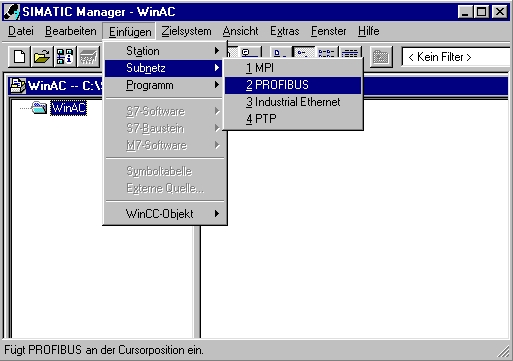 SIMATIC Manager - WinAC
Datei Bearbeiten Einfügen Zielsystem Ansicht Extras Fenster Hilfe
< Kein Filter >
Station
Subnetz
Programm
S7-Software
S7-Baustein
M7-Software
Symboltabelle
Externe Quelle...
WinCC-Objekt
1 MPI
2 PROFIBUS
3 Industrial Ethernet
4 PTP
WinAC -- C:\
WinAC
Fügt PROFIBUS an der Cursorposition ein.